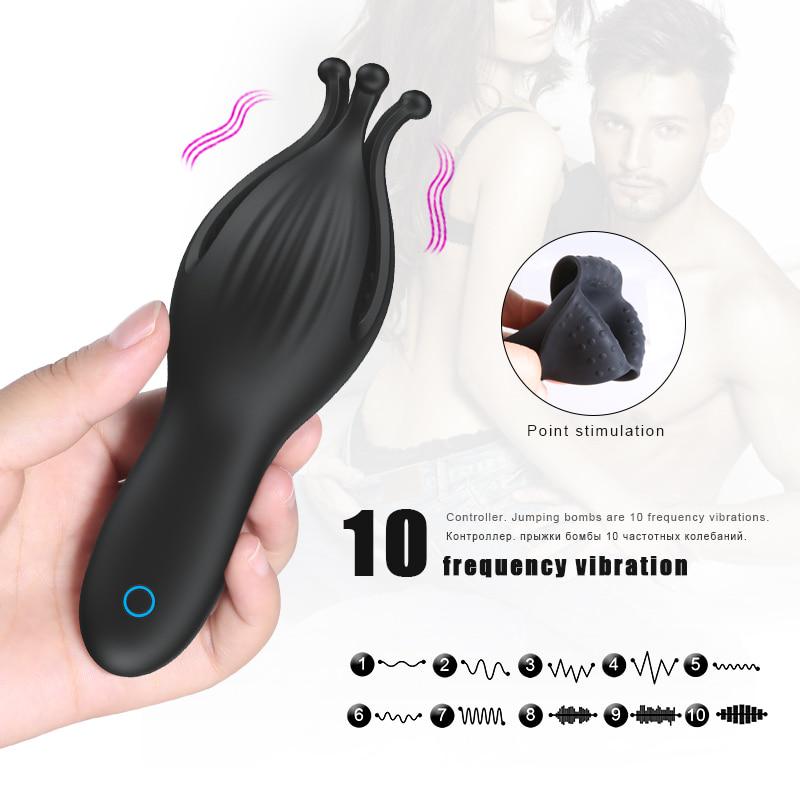 Point stimulation
10
Controller. Jumping bombs are 10 frequency vibrations.
Контроллер. прыжки бомбы 10 частотных колебаний.
frequency vibration
1 2 3 4 5
6 7 8 9 10